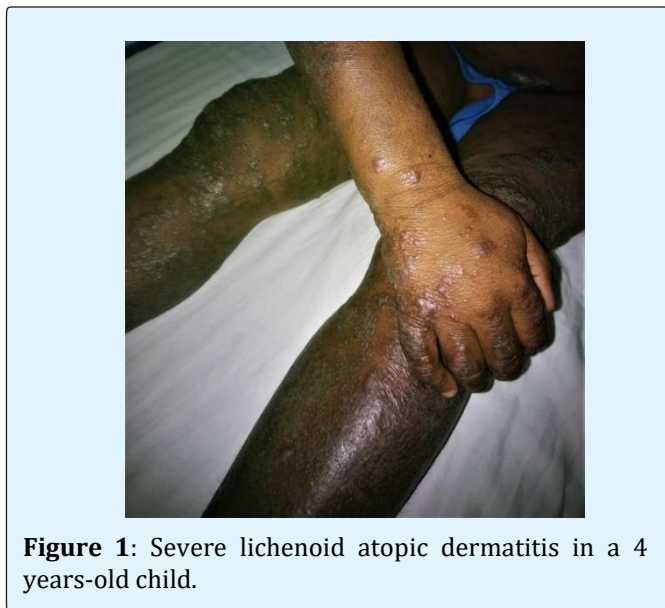 Figure 1: Severe lichenoid atopic dermatitis in a 4
years-old child.